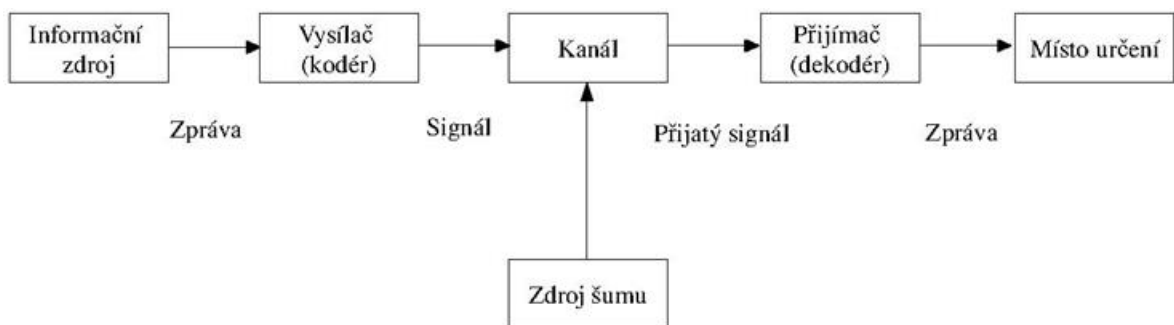 Informační
zdroj
Vysílač
(kodér)
Kanál
Přijímač
(dekodér)
Místo určení
Zpráva
Signál
Přijatý signál
Zpráva
Zdroj šumu